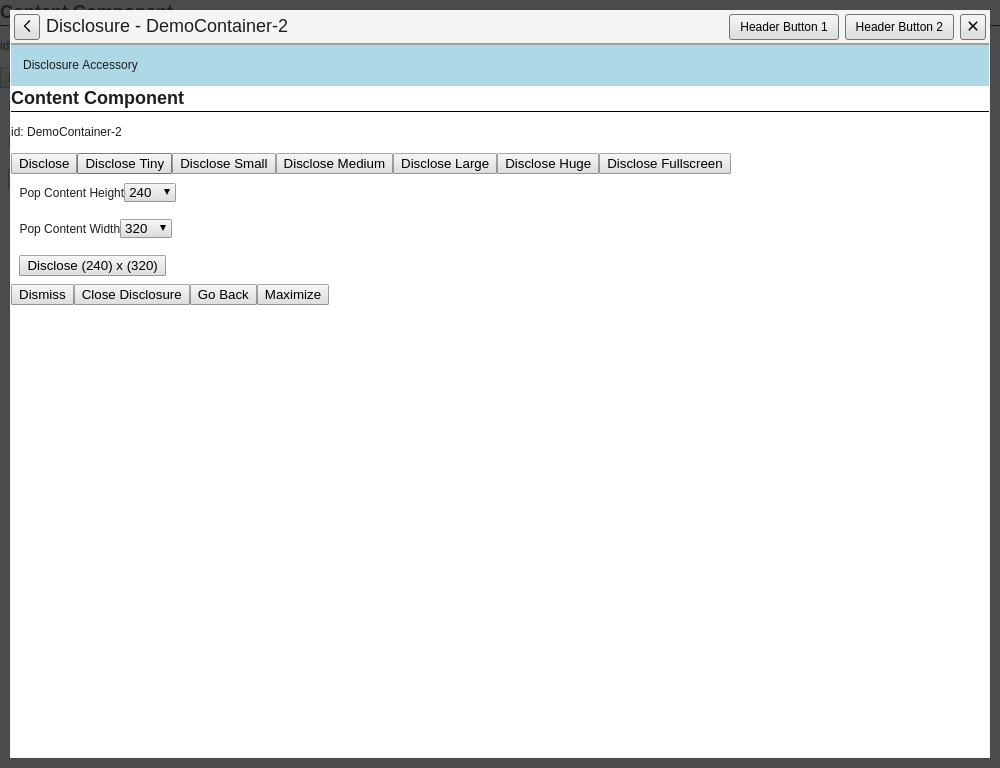 Disclosure - DemoContainer-2
Header Button 1
Header Button 2
Disclosure Accessory
Content Component
id: DemoContainer-2
Disclose Disclose Tiny Disclose Small Disclose Medium Disclose Large Disclose Huge Disclose Fullscreen
Pop Content Height 240
Pop Content Width 320
Disclose (240) x (320)
Dismiss Close Disclosure Go Back Maximize